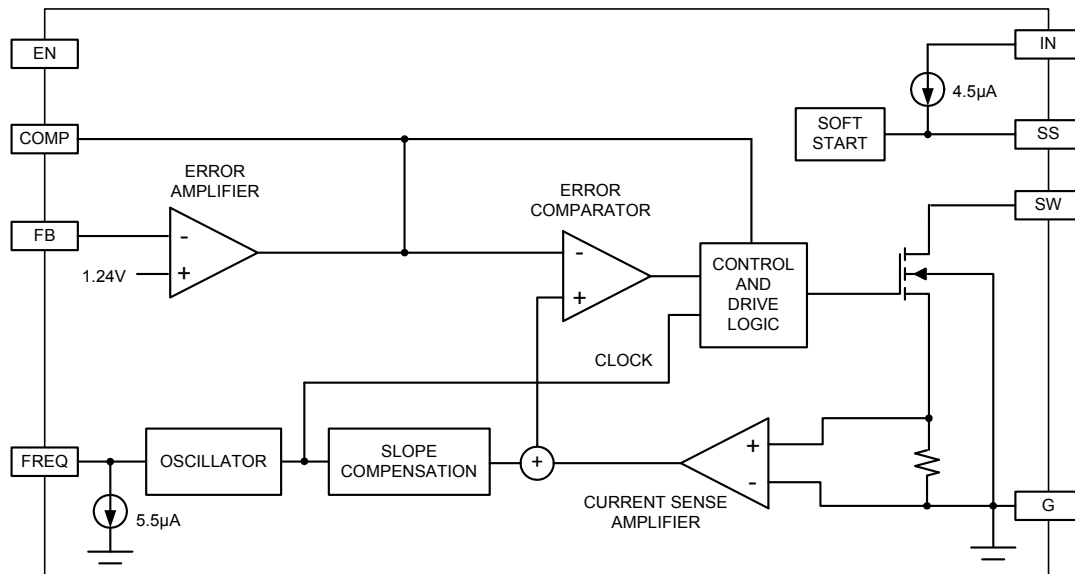 EN
IN
4.5µA
COMP
SOFT
START
SS
ERROR
AMPLIFIER
ERROR
COMPARATOR
SW
FB
-
1.24V
+
-
+
CONTROL
AND
DRIVE
LOGIC
CLOCK
FREQ
OSCILLATOR
SLOPE
COMPENSATION
+
+
-
CURRENT SENSE
AMPLIFIER
5.5µA
G